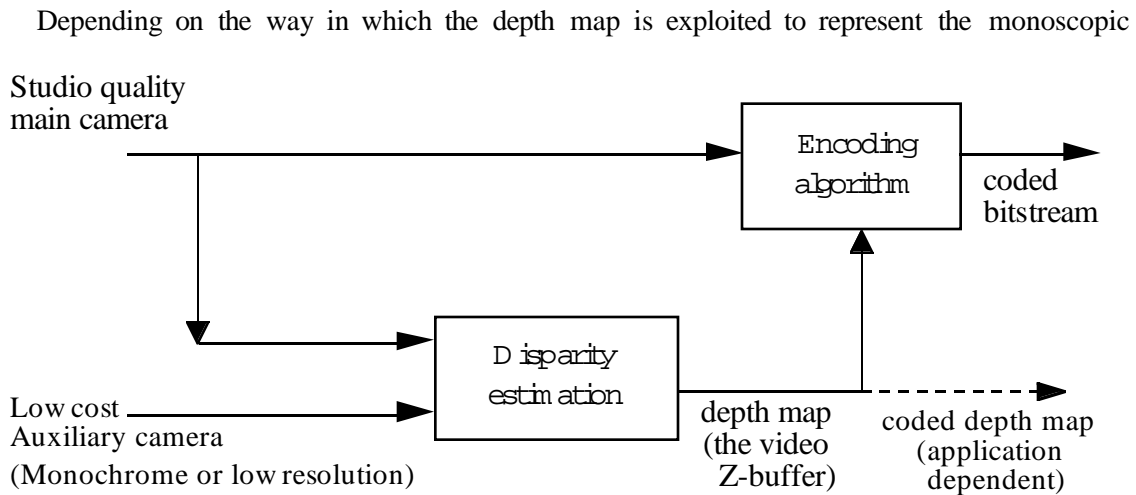 Depending on the way in which the depth map is exploited to represent the monoscopic
Studio quality
main camera
Encoding
algorithm
coded
bitstream
Disparity
estimation
Low cost
Auxiliary camera
(Monochrome or low resolution)
depth map
(the video
Z-buffer)
coded depth map
(application
dependent)